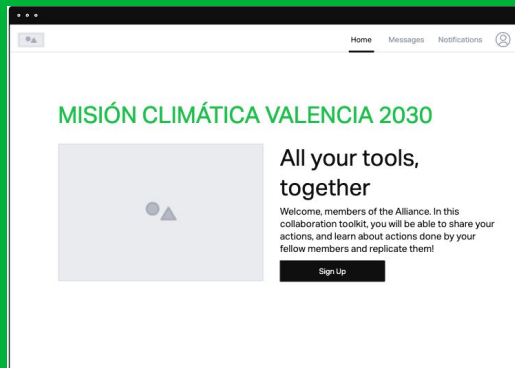 Home Messages Notifications
MISIÓN CLIMÁTICA VALENCIA 2030
All your tools,
together
Welcome, members of the Alliance. In this
collaboration toolkit, you will be able to share your
actions, and learn about actions done by your
fellow members and replicate them!
Sign Up